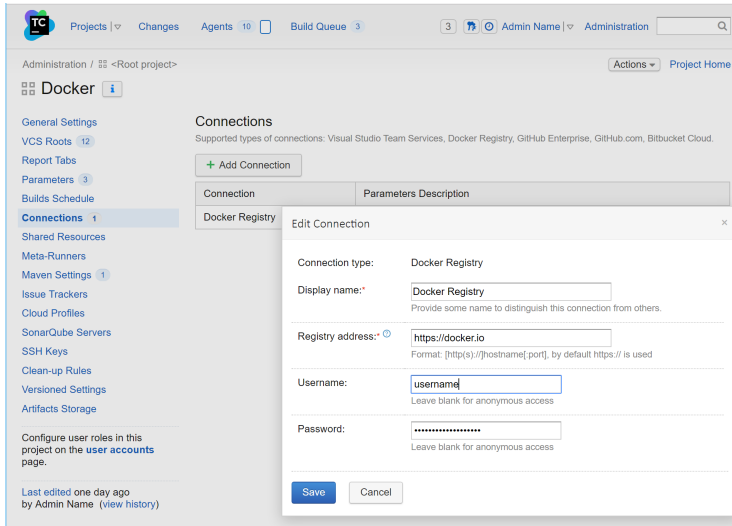 TC
Projects
Changes
Agents 10
Build Queue 3
3
Admin Name
Administration
Administration / <Root project>
Actions
Project Home
Docker i
General Settings
VCS Roots 12
Report Tabs
Parameters 3
Builds Schedule
Connections 1
Shared Resources
Meta-Runners
Maven Settings 1
Issue Trackers
Cloud Profiles
SonarQube Servers
SSH Keys
Clean-up Rules
Versioned Settings
Artifacts Storage
Configure user roles in this
project on the user accounts
page.
Last edited one day ago
by Admin Name (view history)
Connections
Supported types of connections: Visual Studio Team Services, Docker Registry, GitHub Enterprise, GitHub.com, Bitbucket Cloud.
+ Add Connection
Connection Parameters Description
Docker Registry
Edit Connection ×
Connection type: Docker Registry
Display name:* Docker Registry
Provide some name to distinguish this connection from others.
Registry address:* ? https://docker.io
Format: [http(s)://]hostname[:port], by default https:// is used
Username: username
Leave blank for anonymous access
Password: ••••••••••••••••••
Leave blank for anonymous access
Save Cancel